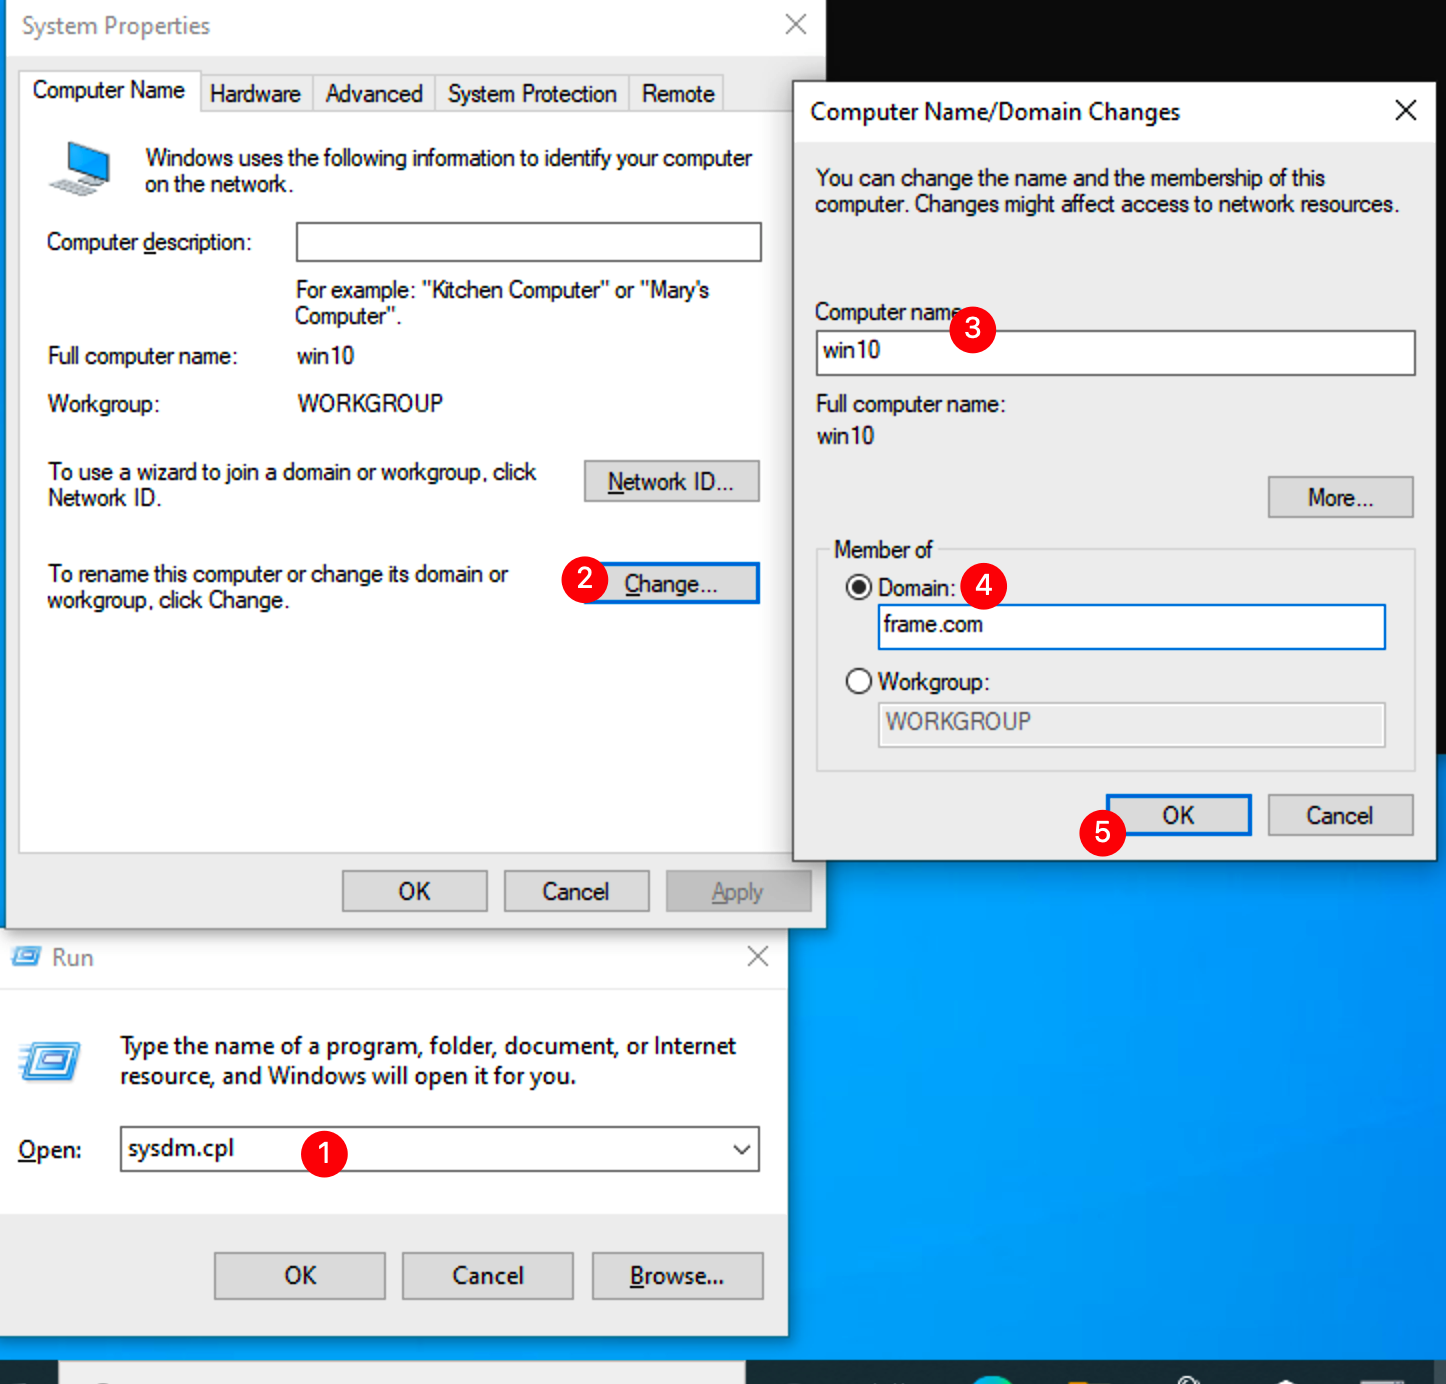 System Properties
Computer Name
Hardware
Advanced
System Protection
Remote
Windows uses the following information to identify your computer
on the network.
Computer description:
For example: "Kitchen Computer" or "Mary's
Computer".
Full computer name:
win10
Workgroup:
WORKGROUP
To use a wizard to join a domain or workgroup, click
Network ID.
Network ID...
To rename this computer or change its domain or
workgroup, click Change.
2
Change...
OK
Cancel
Apply
Computer Name/Domain Changes
You can change the name and the membership of this
computer. Changes might affect access to network resources.
Computer name
3
win10
Full computer name:
win10
More...
Member of
Domain:
4
frame.com
Workgroup:
WORKGROUP
5
OK
Cancel
Run
Type the name of a program, folder, document, or Internet
resource, and Windows will open it for you.
Open:
sysdm.cpl
1
OK
Cancel
Browse...